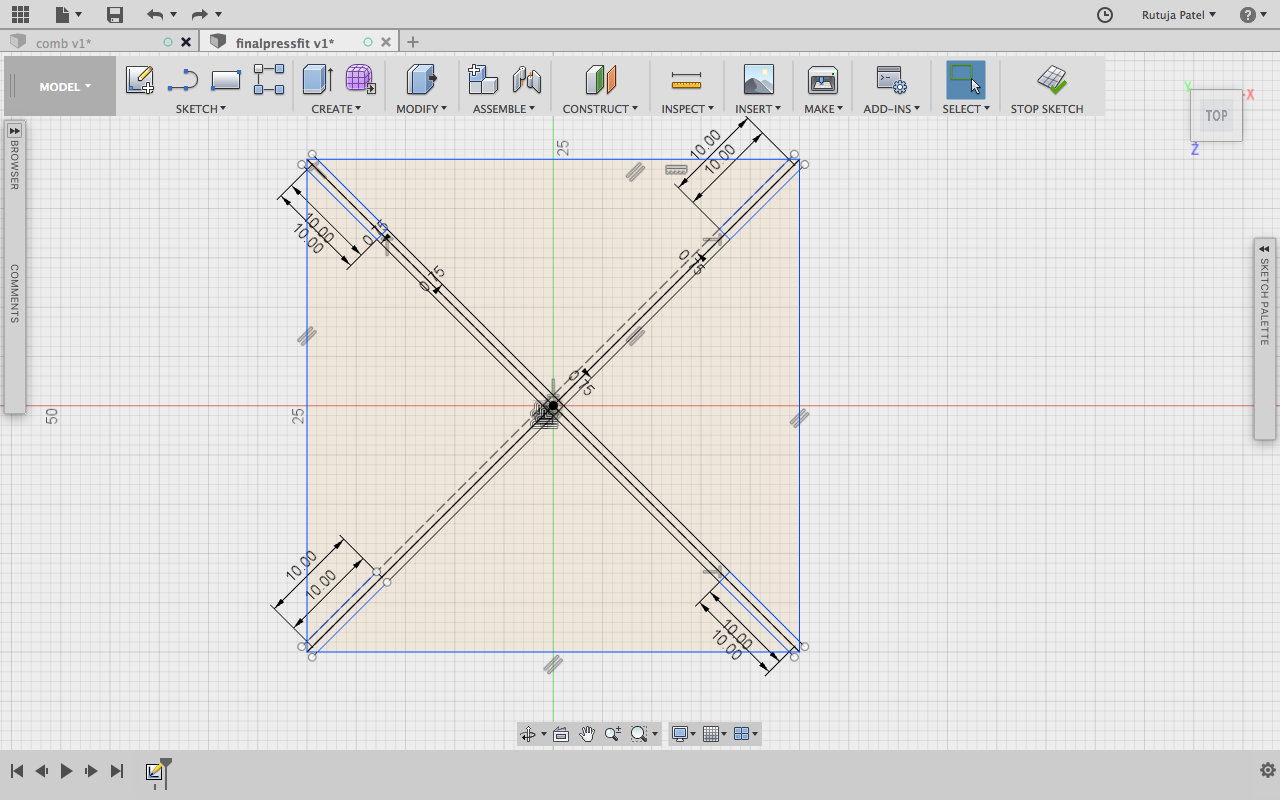 Rutuja Patel
comb v1*
finalpressfit v1*
MODEL
SKETCH
CREATE
MODIFY
ASSEMBLE
CONSTRUCT
INSPECT
INSERT
MAKE
ADD-INS
SELECT
STOP SKETCH
BROWSER
COMMENTS
SKETCH PALETTE
Y
X
TOP
Z
25
10.00
10.00
10.00
10.00
0.75
0.75
0.75
0.75
50
25
10.00
10.00
10.00
10.00